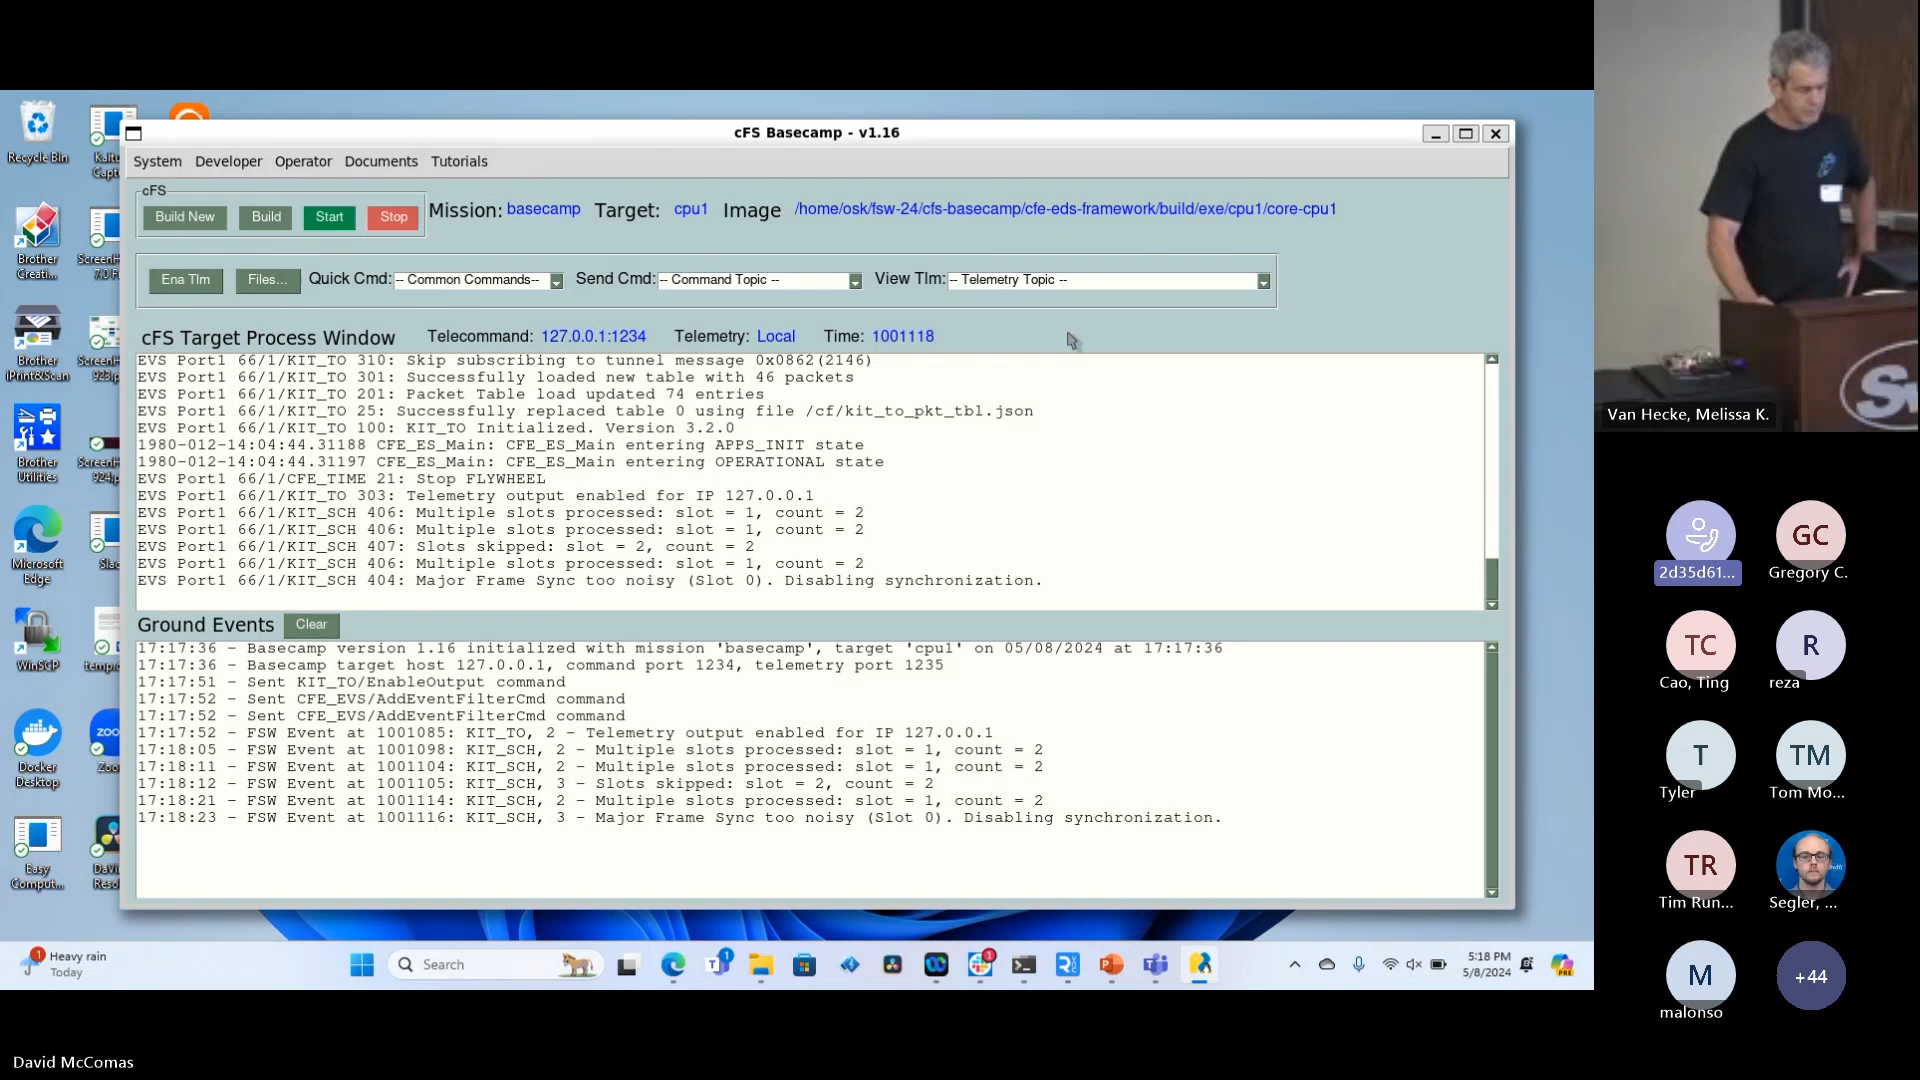 cFS Basecamp - v1.16
System Developer Operator Documents Tutorials
cFS
Build New Build Start Stop Mission: basecamp Target: cpu1 Image /home/osk/fsw-24/cfs-basecamp/cfe-eds-framework/build/exe/cpu1/core-cpu1
Ena Tlm Files... Quick Cmd: -- Common Commands-- Send Cmd: -- Command Topic -- View Tlm: -- Telemetry Topic --
cFS Target Process Window Telecommand: 127.0.0.1:1234 Telemetry: Local Time: 1001118
EVS Port1 66/1/KIT_TO 310: Skip subscribing to tunnel message 0x0862(2146)
EVS Port1 66/1/KIT_TO 301: Successfully loaded new table with 46 packets
EVS Port1 66/1/KIT_TO 201: Packet Table load updated 74 entries
EVS Port1 66/1/KIT_TO 25: Successfully replaced table 0 using file /cf/kit_to_pkt_tbl.json
EVS Port1 66/1/KIT_TO 100: KIT_TO Initialized. Version 3.2.0
1980-012-14:04:44.31188 CFE_ES_Main: CFE_ES_Main entering APPS_INIT state
1980-012-14:04:44.31197 CFE_ES_Main: CFE_ES_Main entering OPERATIONAL state
EVS Port1 66/1/CFE_TIME 21: Stop FLYWHEEL
EVS Port1 66/1/KIT_TO 303: Telemetry output enabled for IP 127.0.0.1
EVS Port1 66/1/KIT_SCH 406: Multiple slots processed: slot = 1, count = 2
EVS Port1 66/1/KIT_SCH 406: Multiple slots processed: slot = 1, count = 2
EVS Port1 66/1/KIT_SCH 407: Slots skipped: slot = 2, count = 2
EVS Port1 66/1/KIT_SCH 406: Multiple slots processed: slot = 1, count = 2
EVS Port1 66/1/KIT_SCH 404: Major Frame Sync too noisy (Slot 0). Disabling synchronization.
Ground Events Clear
17:17:36 - Basecamp version 1.16 initialized with mission 'basecamp', target 'cpu1' on 05/08/2024 at 17:17:36
17:17:36 - Basecamp target host 127.0.0.1, command port 1234, telemetry port 1235
17:17:51 - Sent KIT_TO/EnableOutput command
17:17:52 - Sent CFE_EVS/AddEventFilterCmd command
17:17:52 - Sent CFE_EVS/AddEventFilterCmd command
17:17:52 - FSW Event at 1001085: KIT_TO, 2 - Telemetry output enabled for IP 127.0.0.1
17:18:05 - FSW Event at 1001098: KIT_SCH, 2 - Multiple slots processed: slot = 1, count = 2
17:18:11 - FSW Event at 1001104: KIT_SCH, 2 - Multiple slots processed: slot = 1, count = 2
17:18:12 - FSW Event at 1001105: KIT_SCH, 3 - Slots skipped: slot = 2, count = 2
17:18:21 - FSW Event at 1001114: KIT_SCH, 2 - Multiple slots processed: slot = 1, count = 2
17:18:23 - FSW Event at 1001116: KIT_SCH, 3 - Major Frame Sync too noisy (Slot 0). Disabling synchronization.
Recycle Bin
Brother
Creati...
Brother
iPrint&Scan
Brother
Utilities
Microsoft
Edge
WinSCP
Docker
Desktop
Easy
Comput...
Heavy rain
Today
Search
5:18 PM
5/8/2024
Van Hecke, Melissa K.
2d35d61...
GC
Gregory C.
TC
Cao, Ting
R
reza
T
Tyler
TM
Tom Mo...
TR
Tim Run...
Segler, ...
M
malonso
+44
David McComas